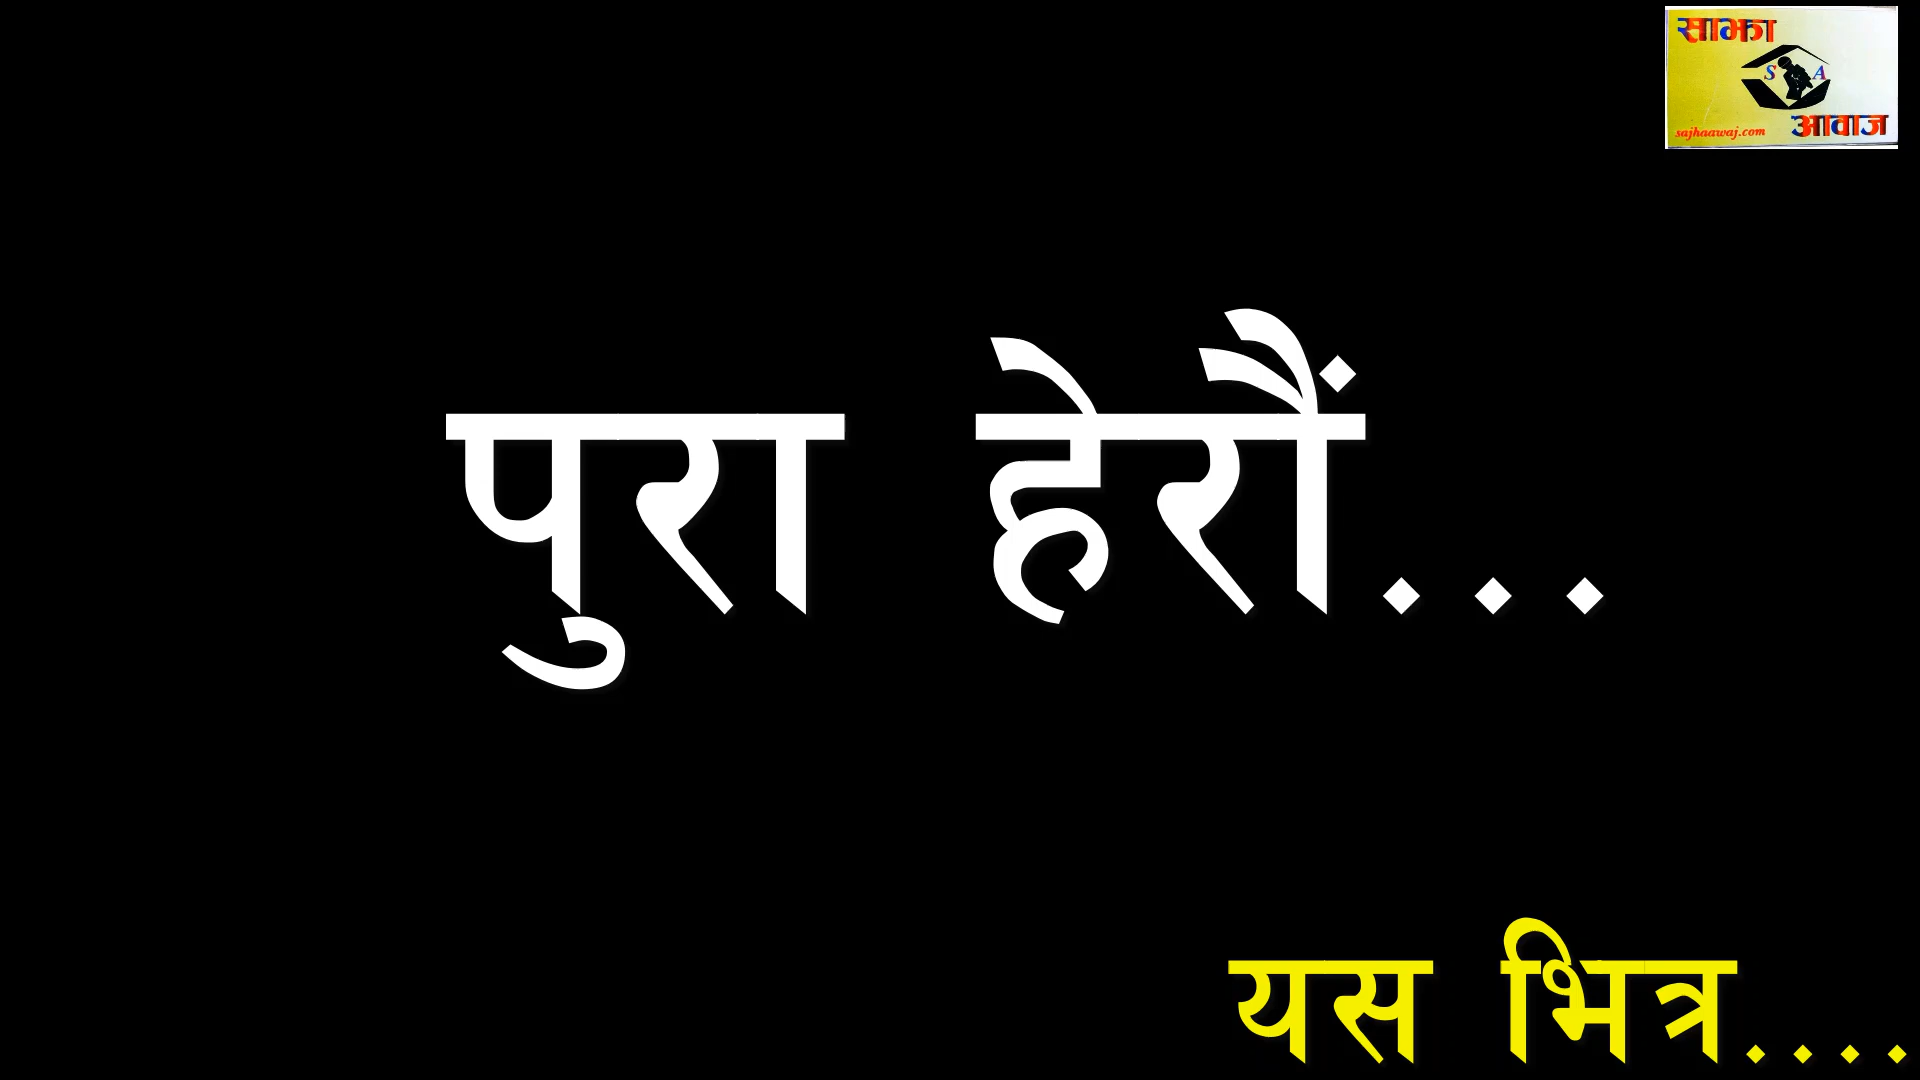 साझा
S A
sajhaawaj.com
आवाज
पुरा हेरौं...
यस भित्र....